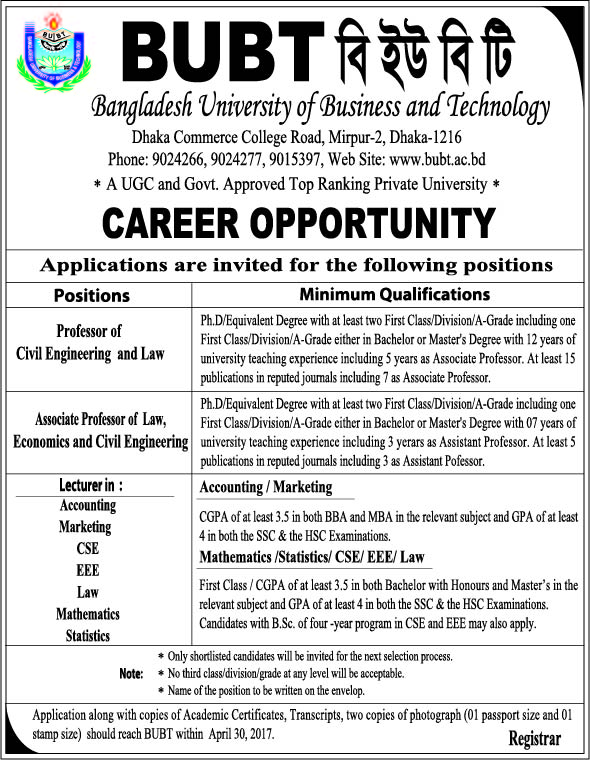 BUBT
BUBT বি ইউ বি টি
Bangladesh University of Business and Technology
Dhaka Commerce College Road, Mirpur-2, Dhaka-1216
Phone: 9024266, 9024277, 9015397, Web Site: www.bubt.ac.bd
* A UGC and Govt. Approved Top Ranking Private University *
CAREER OPPORTUNITY
Applications are invited for the following positions
Positions
Minimum Qualifications
Professor of
Civil Engineering and Law
Ph.D/Equivalent Degree with at least two First Class/Division/A-Grade including one
First Class/Division/A-Grade either in Bachelor or Master's Degree with 12 years of
university teaching experience including 5 years as Associate Professor. At least 15
publications in reputed journals including 7 as Associate Professor.
Associate Professor of Law,
Economics and Civil Engineering
Ph.D/Equivalent Degree with at least two First Class/Division/A-Grade including one
First Class/Division/A-Grade either in Bachelor or Master's Degree with 07 years of
university teaching experience including 3 yerars as Assistant Professor. At least 5
publications in reputed journals including 3 as Assistant Pofessor.
Lecturer in :
Accounting
Marketing
CSE
EEE
Law
Mathematics
Statistics
Accounting / Marketing
CGPA of at least 3.5 in both BBA and MBA in the relevant subject and GPA of at least
4 in both the SSC & the HSC Examinations.
Mathematics /Statistics/ CSE/ EEE/ Law
First Class / CGPA of at least 3.5 in both Bachelor with Honours and Master's in the
relevant subject and GPA of at least 4 in both the SSC & the HSC Examinations.
Candidates with B.Sc. of four -year program in CSE and EEE may also apply.
Note:
* Only shortlisted candidates will be invited for the next selection process.
* No third class/division/grade at any level will be acceptable.
* Name of the position to be written on the envelop.
Application along with copies of Academic Certificates, Transcripts, two copies of photograph (01 passport size and 01
stamp size) should reach BUBT within April 30, 2017.
Registrar